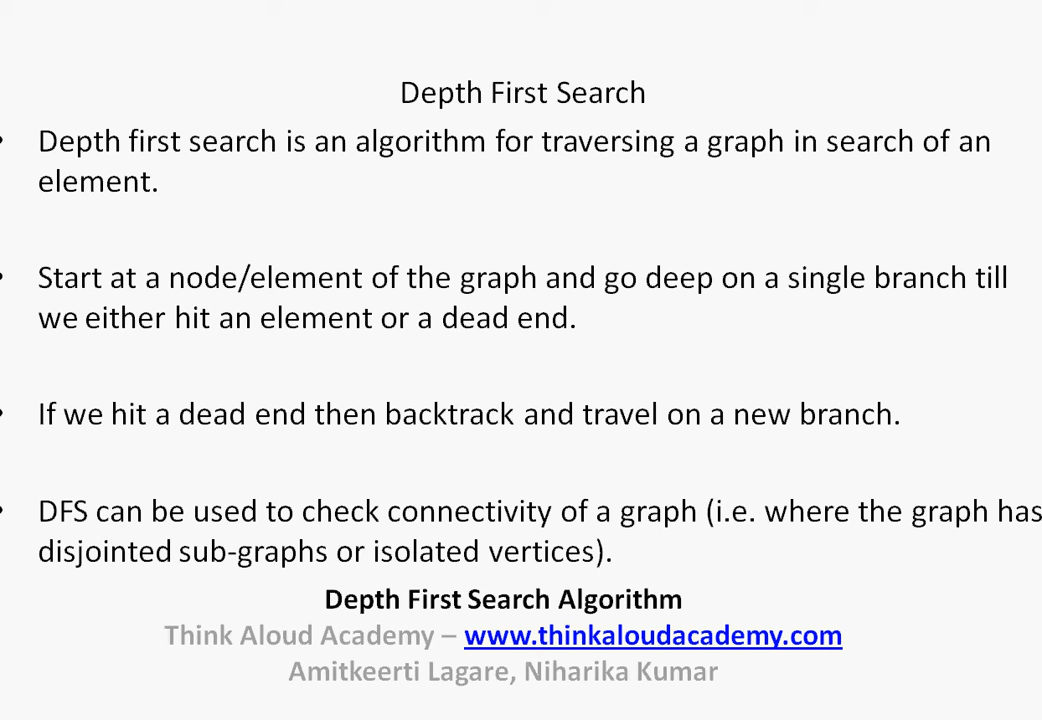 Depth First Search
• Depth first search is an algorithm for traversing a graph in search of an
element.
• Start at a node/element of the graph and go deep on a single branch till
we either hit an element or a dead end.
• If we hit a dead end then backtrack and travel on a new branch.
• DFS can be used to check connectivity of a graph (i.e. where the graph has
disjointed sub-graphs or isolated vertices).
Depth First Search Algorithm
Think Aloud Academy – www.thinkaloudacademy.com
Amitkeerti Lagare, Niharika Kumar